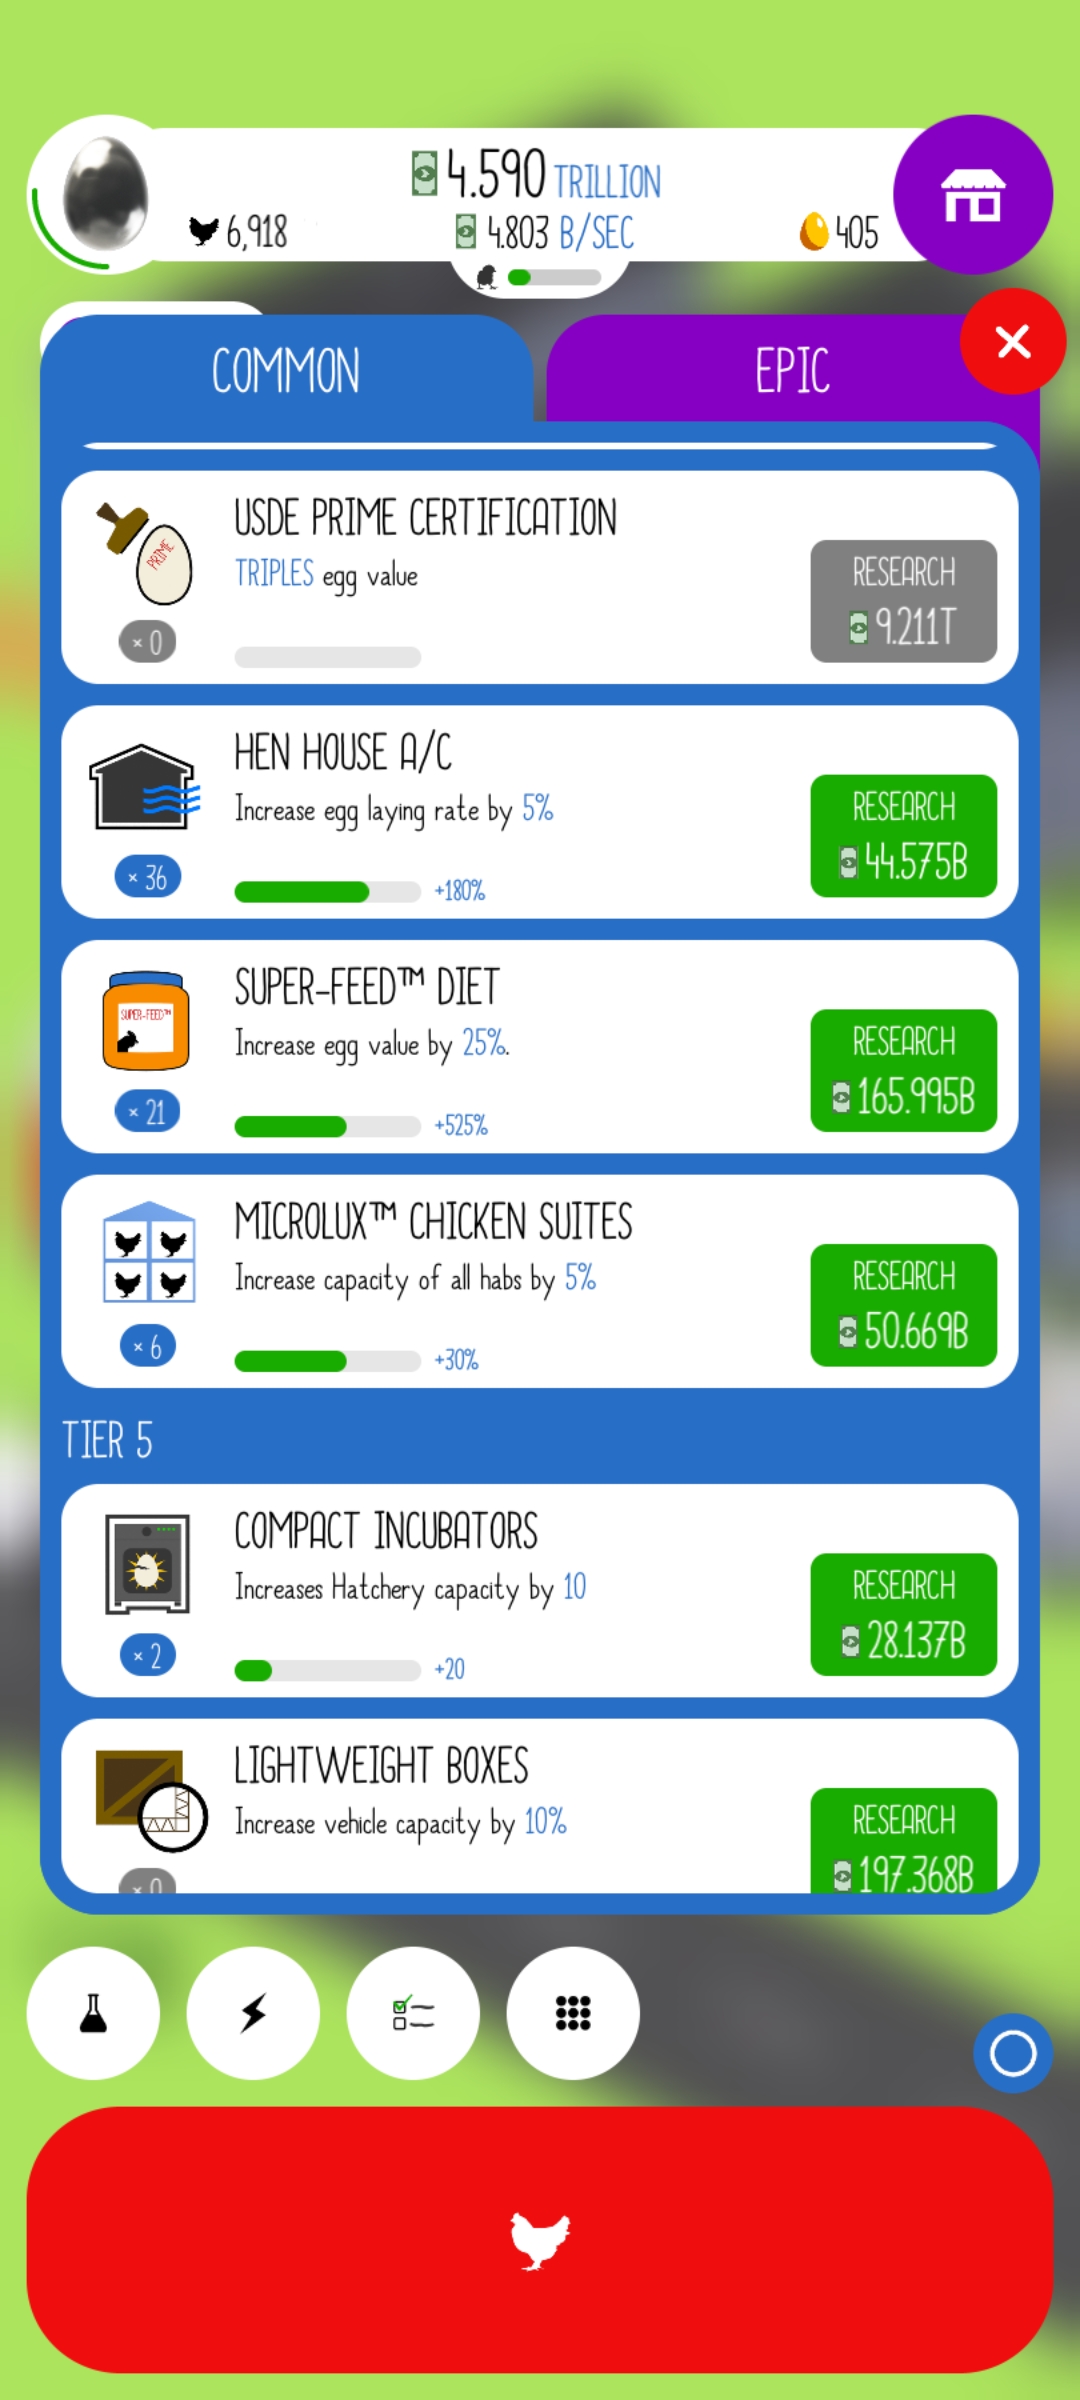 4.590 TRILLION
6,918
4.803 B/SEC
405
COMMON
EPIC
USDE PRIME CERTIFICATION
TRIPLES egg value
PRIME
RESEARCH
9.211T
× 0
HEN HOUSE A/C
Increase egg laying rate by 5%
RESEARCH
44.575B
× 36
+180%
SUPER-FEED™ DIET
SUPER-FEED™
Increase egg value by 25%.
RESEARCH
165.995B
× 21
+525%
MICROLUX™ CHICKEN SUITES
Increase capacity of all habs by 5%
RESEARCH
50.669B
× 6
+30%
TIER 5
COMPACT INCUBATORS
Increases Hatchery capacity by 10
RESEARCH
28.137B
× 2
+20
LIGHTWEIGHT BOXES
Increase vehicle capacity by 10%
RESEARCH
197.368B
× 0